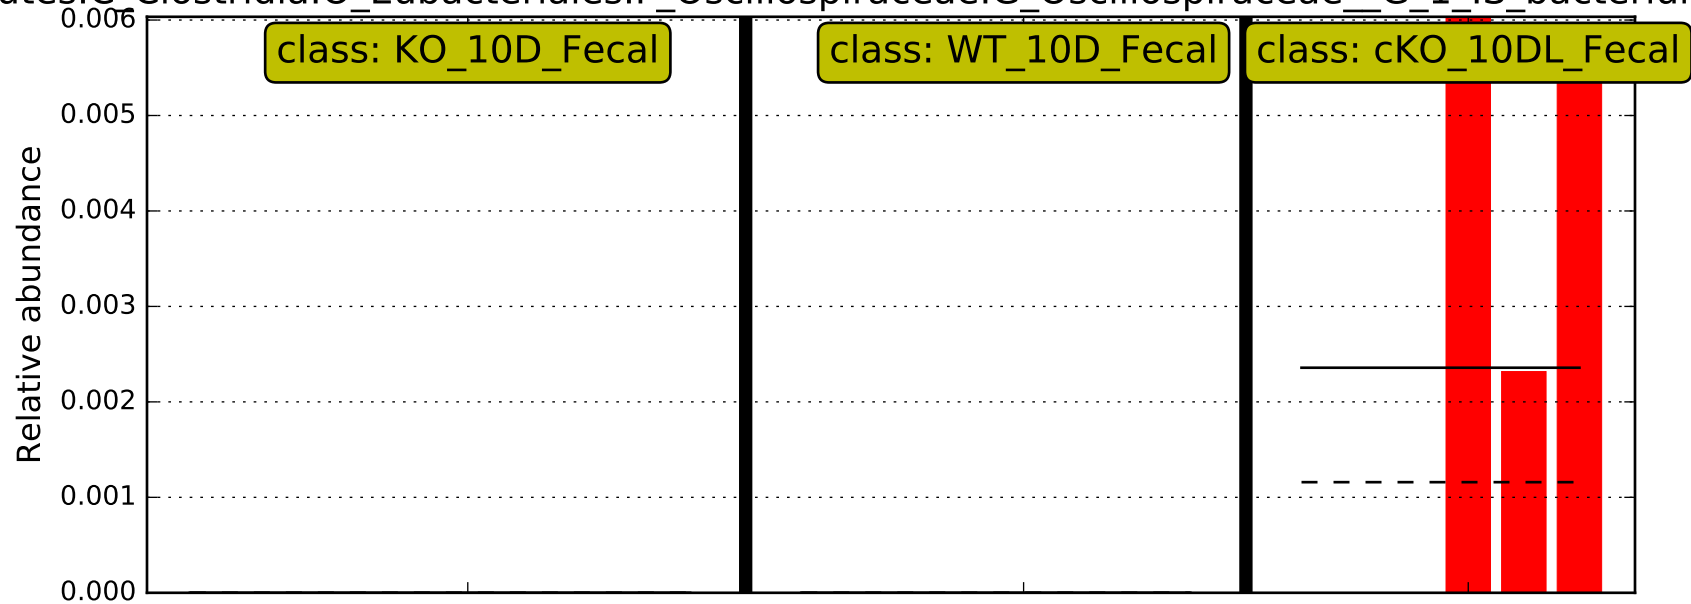 0.006
class: KO_10D_Fecal
class: WT_10D_Fecal
class: cKO_10DL_Fecal
0.005
0.004
0.003
0.002
0.001
0.000
Relative abundance